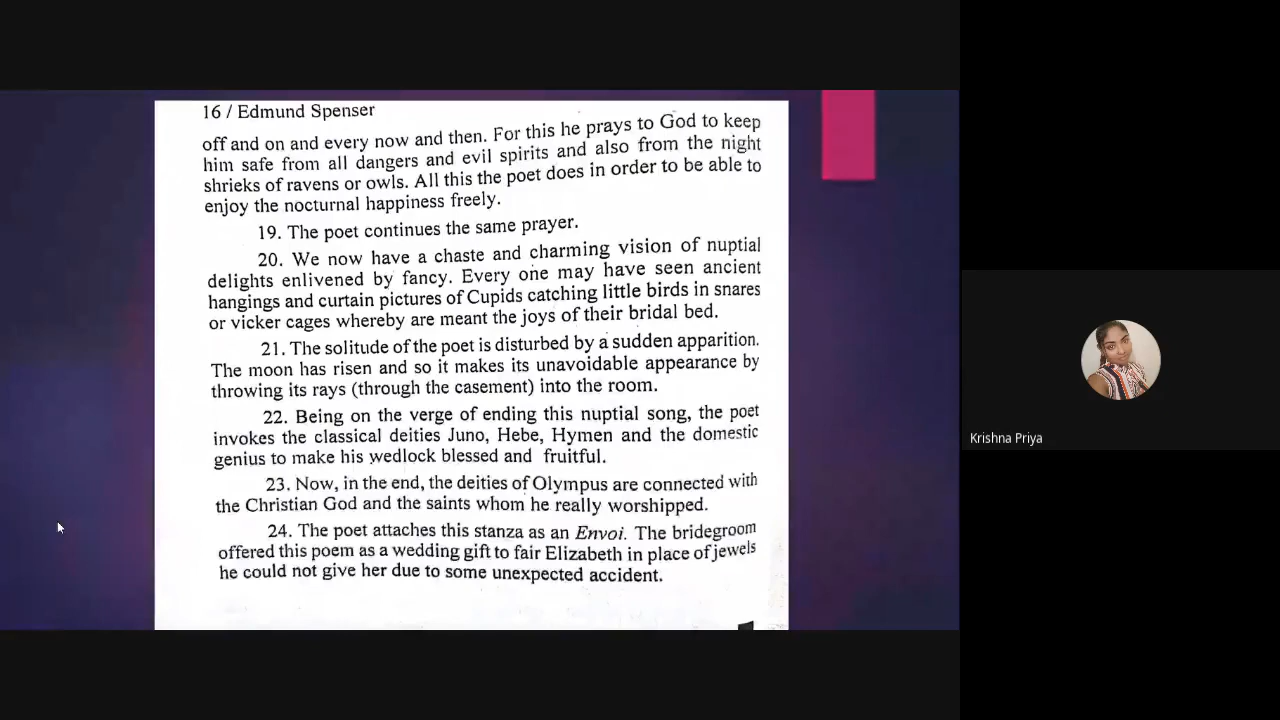 16 / Edmund Spenser
off and on and every now and then. For this he prays to God to keep
him safe from all dangers and evil spirits and also from the night
shrieks of ravens or owls. All this the poet does in order to be able to
enjoy the nocturnal happiness freely.
19. The poet continues the same prayer.
20. We now have a chaste and charming vision of nuptial
delights enlivened by fancy. Every one may have seen ancient
hangings and curtain pictures of Cupids catching little birds in snares
or vicker cages whereby are meant the joys of their bridal bed.
21. The solitude of the poet is disturbed by a sudden apparition.
The moon has risen and so it makes its unavoidable appearance by
throwing its rays (through the casement) into the room.
22. Being on the verge of ending this nuptial song, the poet
invokes the classical deities Juno, Hebe, Hymen and the domestic
genius to make his wedlock blessed and fruitful.
23. Now, in the end, the deities of Olympus are connected with
the Christian God and the saints whom he really worshipped.
24. The poet attaches this stanza as an Envoi. The bridegroom
offered this poem as a wedding gift to fair Elizabeth in place of jewels
he could not give her due to some unexpected accident.
Krishna Priya